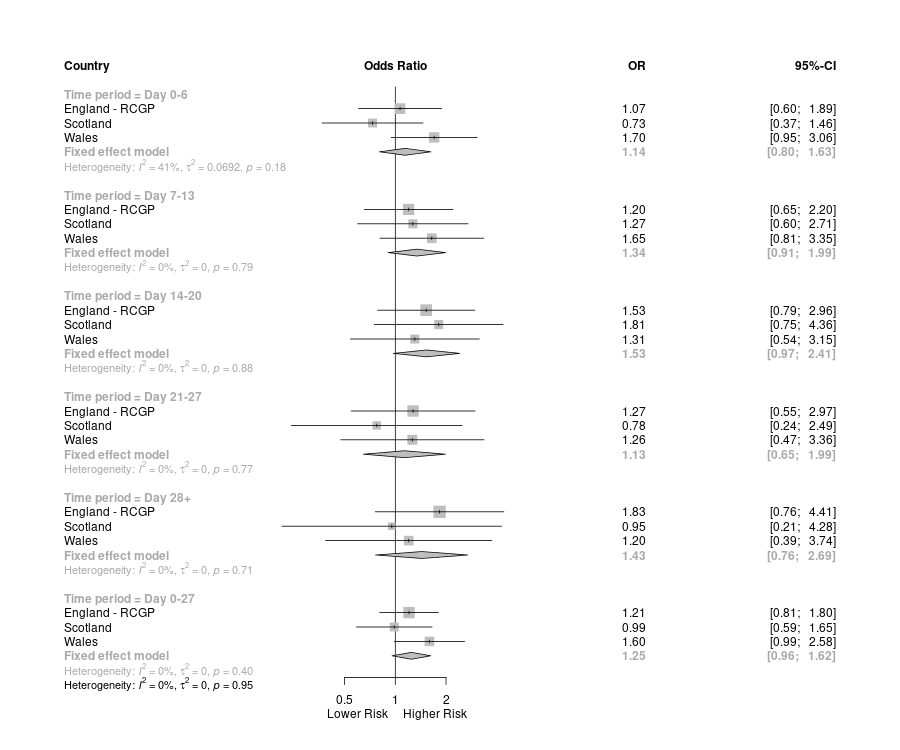 Country Odds Ratio OR 95%-CI
Time period = Day 0-6
England - RCGP 1.07 [0.60; 1.89]
Scotland 0.73 [0.37; 1.46]
Wales 1.70 [0.95; 3.06]
Fixed effect model 1.14 [0.80; 1.63]
Heterogeneity: I² = 41%, τ² = 0.0692, p = 0.18
Time period = Day 7-13
England - RCGP 1.20 [0.65; 2.20]
Scotland 1.27 [0.60; 2.71]
Wales 1.65 [0.81; 3.35]
Fixed effect model 1.34 [0.91; 1.99]
Heterogeneity: I² = 0%, τ² = 0, p = 0.79
Time period = Day 14-20
England - RCGP 1.53 [0.79; 2.96]
Scotland 1.81 [0.75; 4.36]
Wales 1.31 [0.54; 3.15]
Fixed effect model 1.53 [0.97; 2.41]
Heterogeneity: I² = 0%, τ² = 0, p = 0.88
Time period = Day 21-27
England - RCGP 1.27 [0.55; 2.97]
Scotland 0.78 [0.24; 2.49]
Wales 1.26 [0.47; 3.36]
Fixed effect model 1.13 [0.65; 1.99]
Heterogeneity: I² = 0%, τ² = 0, p = 0.77
Time period = Day 28+
England - RCGP 1.83 [0.76; 4.41]
Scotland 0.95 [0.21; 4.28]
Wales 1.20 [0.39; 3.74]
Fixed effect model 1.43 [0.76; 2.69]
Heterogeneity: I² = 0%, τ² = 0, p = 0.71
Time period = Day 0-27
England - RCGP 1.21 [0.81; 1.80]
Scotland 0.99 [0.59; 1.65]
Wales 1.60 [0.99; 2.58]
Fixed effect model 1.25 [0.96; 1.62]
Heterogeneity: I² = 0%, τ² = 0, p = 0.40
Heterogeneity: I² = 0%, τ² = 0, p = 0.95
0.5 1 2
Lower Risk Higher Risk